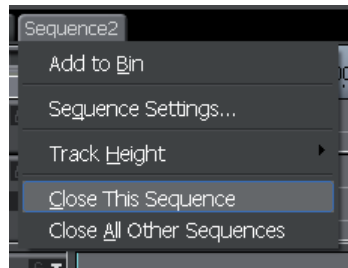 Sequence2
Add to Bin
Sequence Settings...
Track Height
Close This Sequence
Close All Other Sequences